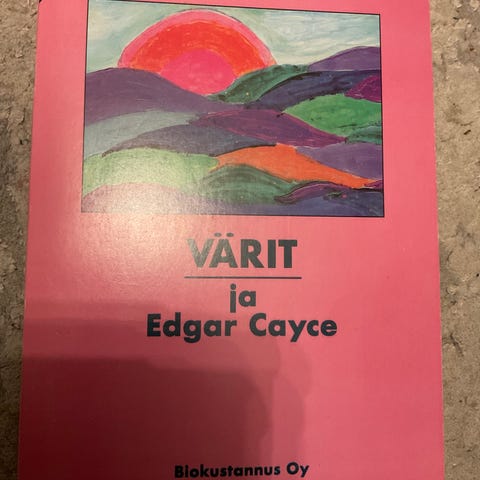 VÄRIT
ja
Edgar Cayce
Biokustannus Oy